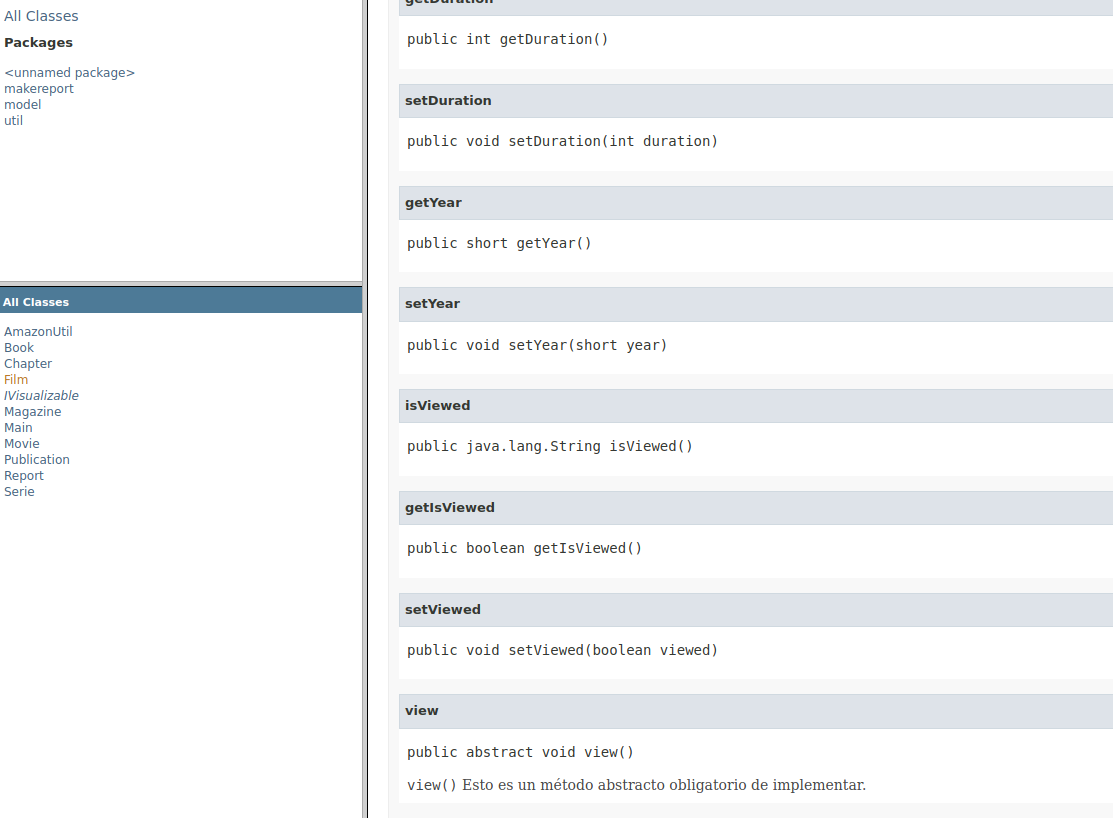 All Classes
Packages
<unnamed package>
makereport
model
util
All Classes
AmazonUtil
Book
Chapter
Film
IVisualizable
Magazine
Main
Movie
Publication
Report
Serie
getDuration
public int getDuration()
setDuration
public void setDuration(int duration)
getYear
public short getYear()
setYear
public void setYear(short year)
isViewed
public java.lang.String isViewed()
getIsViewed
public boolean getIsViewed()
setViewed
public void setViewed(boolean viewed)
view
public abstract void view()
view() Esto es un método abstracto obligatorio de implementar.